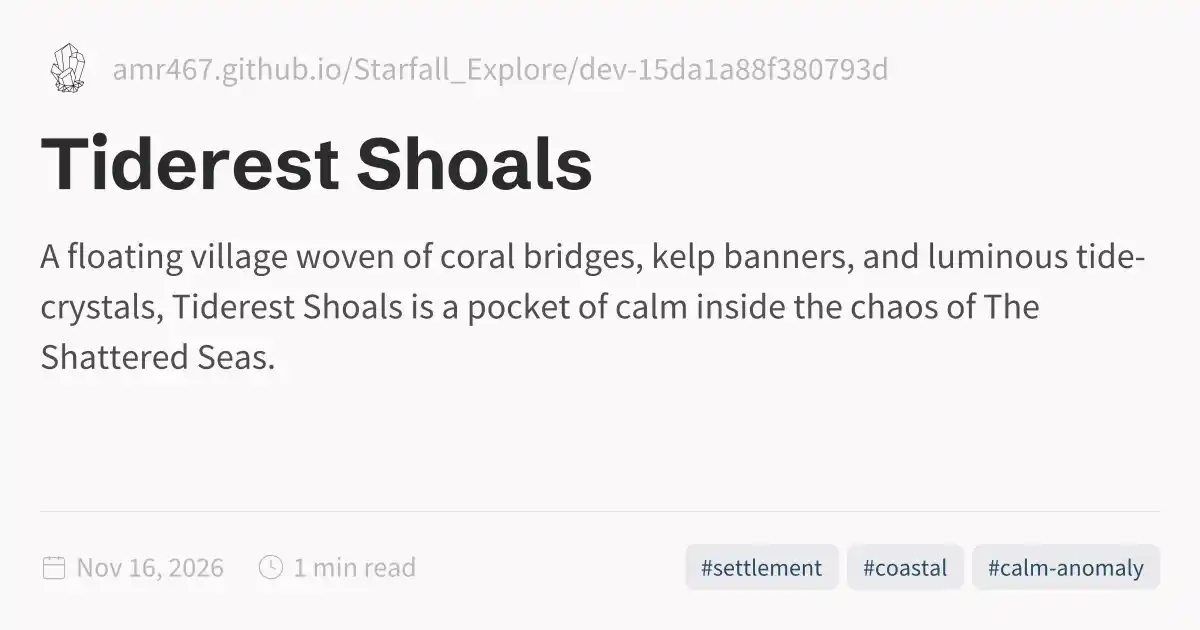 amr467.github.io/Starfall_Explore/dev-15da1a88f380793d
Tiderest Shoals
A floating village woven of coral bridges, kelp banners, and luminous tide-
crystals, Tiderest Shoals is a pocket of calm inside the chaos of The
Shattered Seas.
Nov 16, 2026 1 min read #settlement #coastal #calm-anomaly